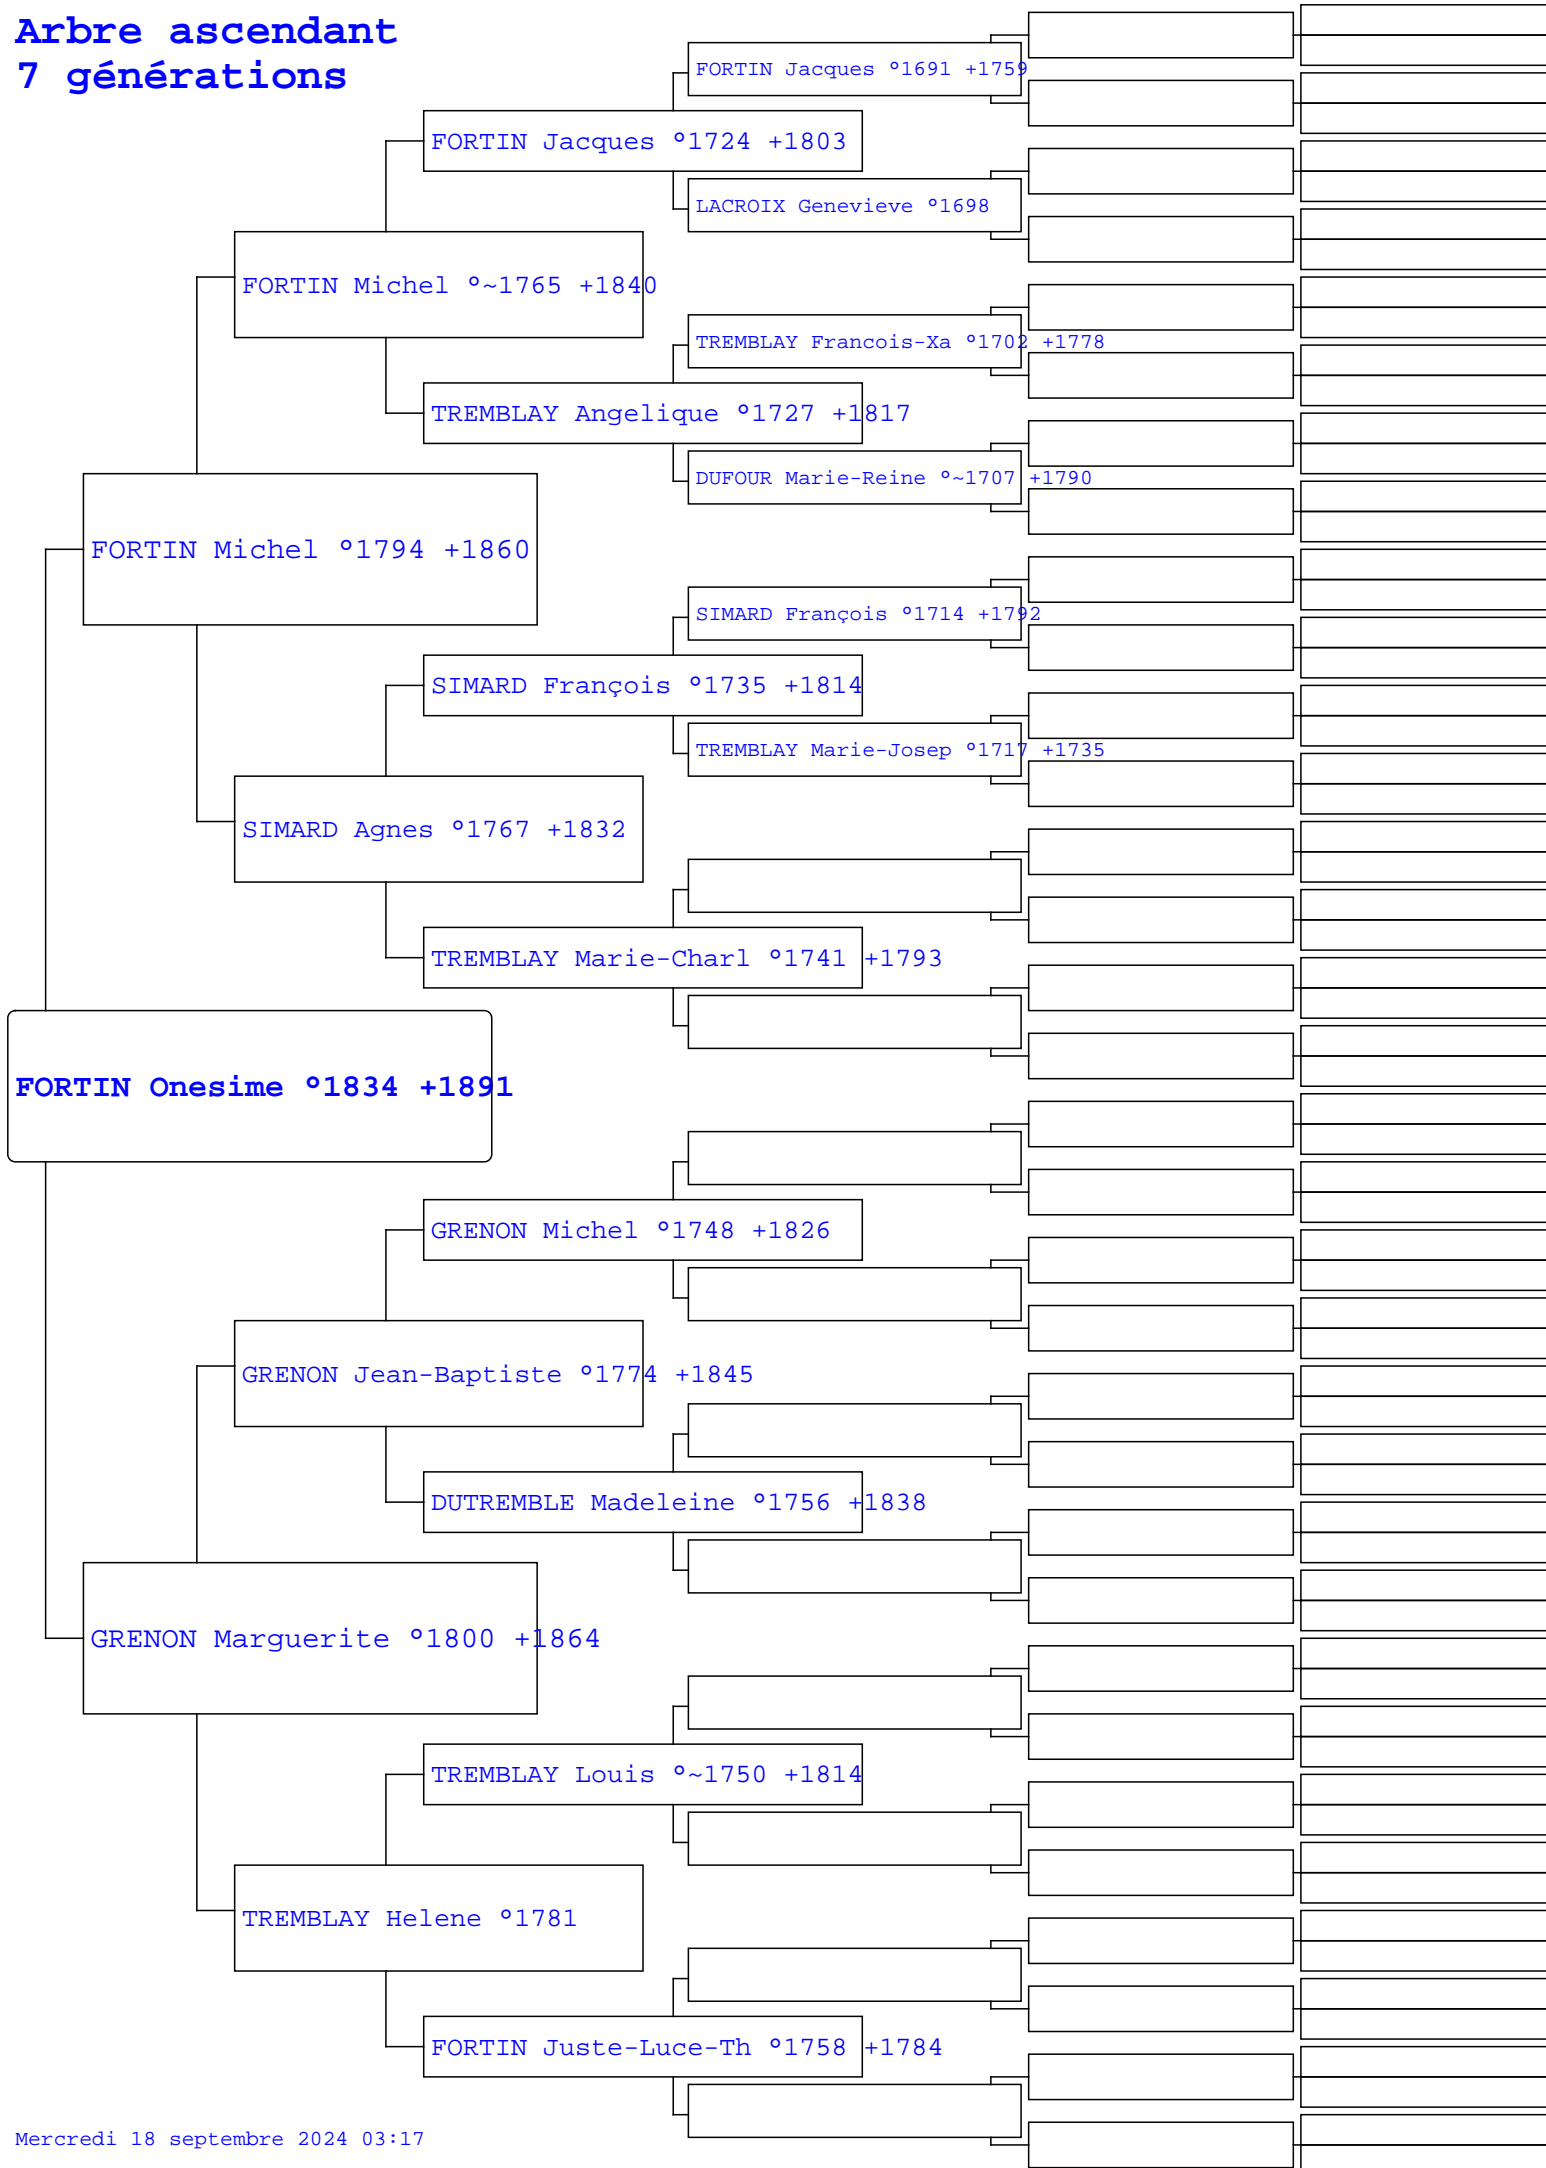 Arbre ascendant
7 générations
FORTIN Jacques °1691 +1759
FORTIN Jacques °1724 +1803
LACROIX Genevieve °1698
FORTIN Michel °~1765 +1840
TREMBLAY Francois-Xa °1702 +1778
TREMBLAY Angelique °1727 +1817
DUFOUR Marie-Reine °~1707 +1790
FORTIN Michel °1794 +1860
SIMARD François °1714 +1792
SIMARD François °1735 +1814
TREMBLAY Marie-Josep °1717 +1735
SIMARD Agnes °1767 +1832
TREMBLAY Marie-Charl °1741 +1793
FORTIN Onesime °1834 +1891
GRENON Michel °1748 +1826
GRENON Jean-Baptiste °1774 +1845
DUTREMBLE Madeleine °1756 +1838
GRENON Marguerite °1800 +1864
TREMBLAY Louis °~1750 +1814
TREMBLAY Helene °1781
FORTIN Juste-Luce-Th °1758 +1784
Mercredi 18 septembre 2024 03:17